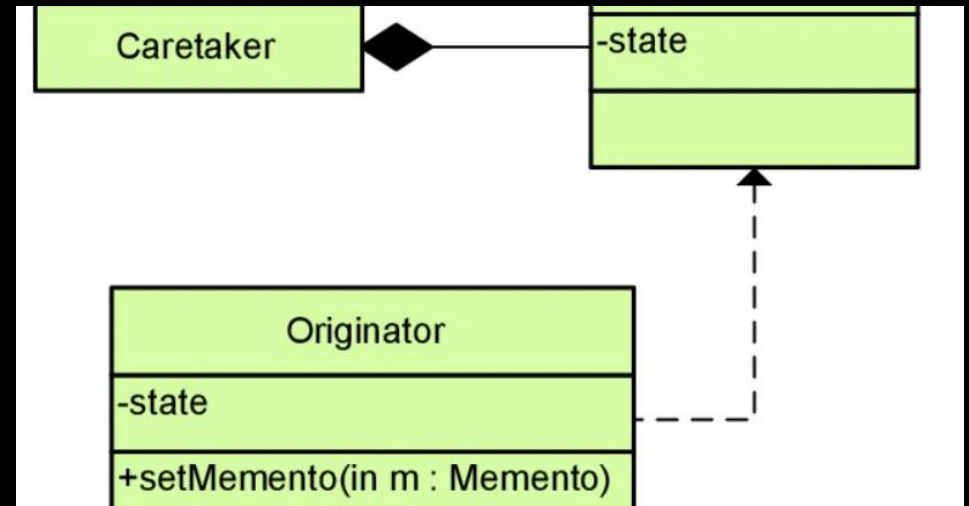 Caretaker
-state
Originator
-state
+setMemento(in m : Memento)